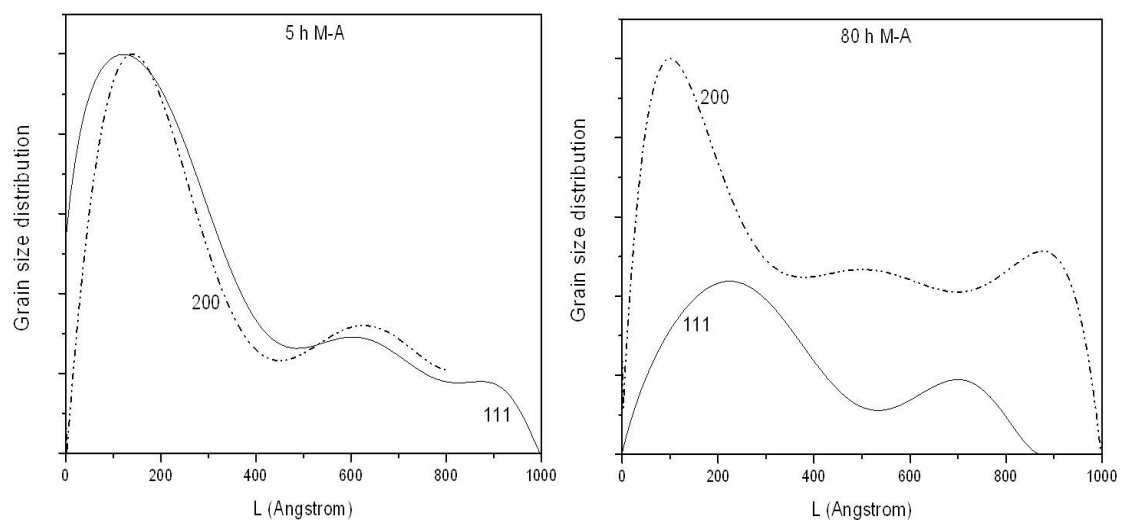 5 h M-A
Grain size distribution
200
111
0 200 400 600 800 1000
L (Angstrom)
80 h M-A
Grain size distribution
200
111
0 200 400 600 800 1000
L (Angstrom)